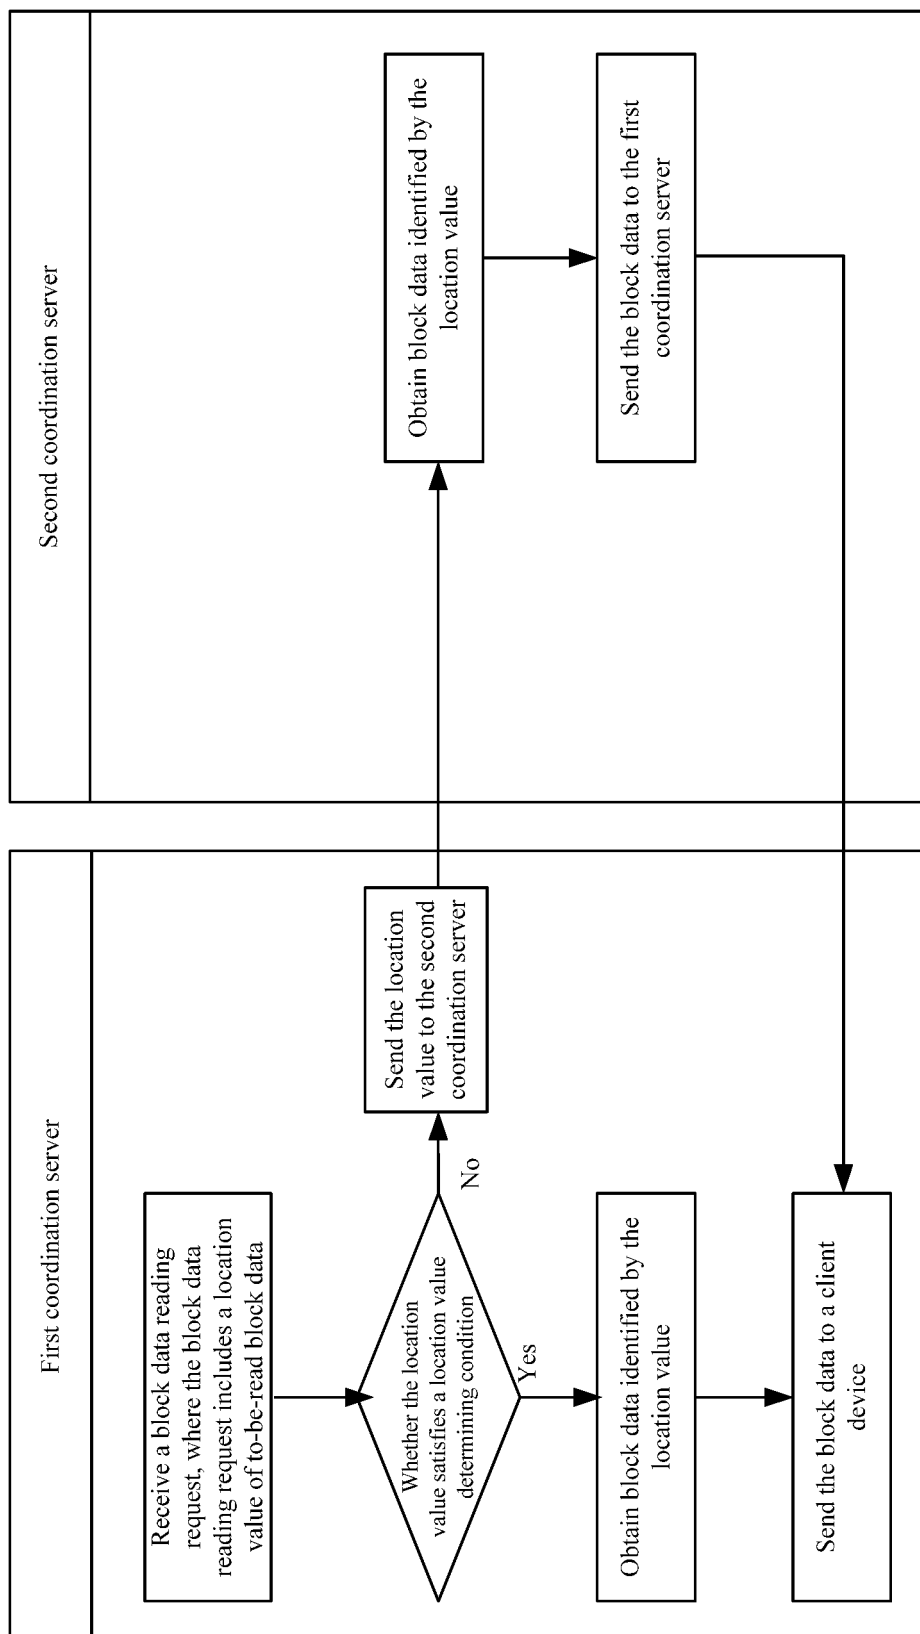 First coordination server
Receive a block data reading
request, where the block data
reading request includes a location
value of to-be-read block data
Whether the location
value satisfies a location value
determining condition
No
Send the location
value to the second
coordination server
Yes
Obtain block data identified by the
location value
Send the block data to a client
device
Second coordination server
Obtain block data identified by the
location value
Send the block data to the first
coordination server